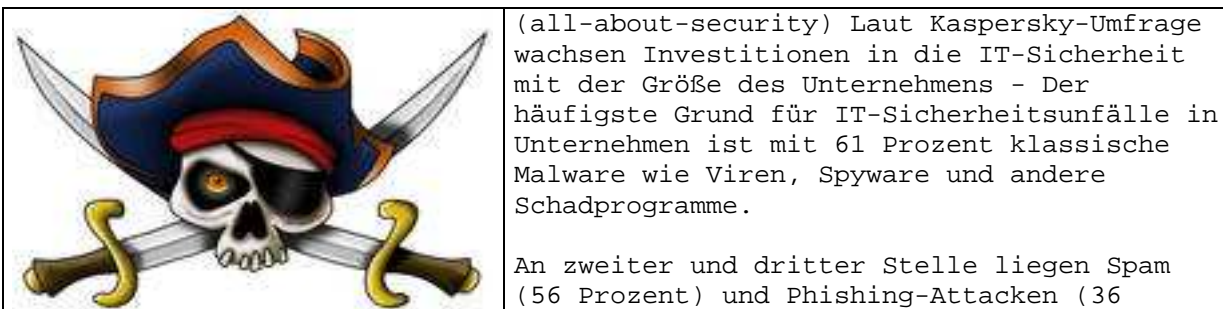 (all-about-security) Laut Kaspersky-Umfrage
wachsen Investitionen in die IT-Sicherheit
mit der Größe des Unternehmens - Der
häufigste Grund für IT-Sicherheitsunfälle in
Unternehmen ist mit 61 Prozent klassische
Malware wie Viren, Spyware und andere
Schadprogramme.
An zweiter und dritter Stelle liegen Spam
(56 Prozent) und Phishing-Attacken (36